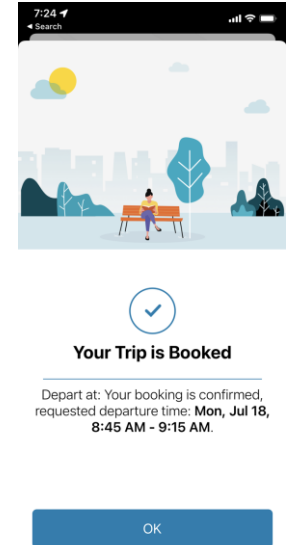 7:24
◀ Search
Your Trip is Booked
Depart at: Your booking is confirmed,
requested departure time: Mon, Jul 18,
8:45 AM - 9:15 AM.
OK